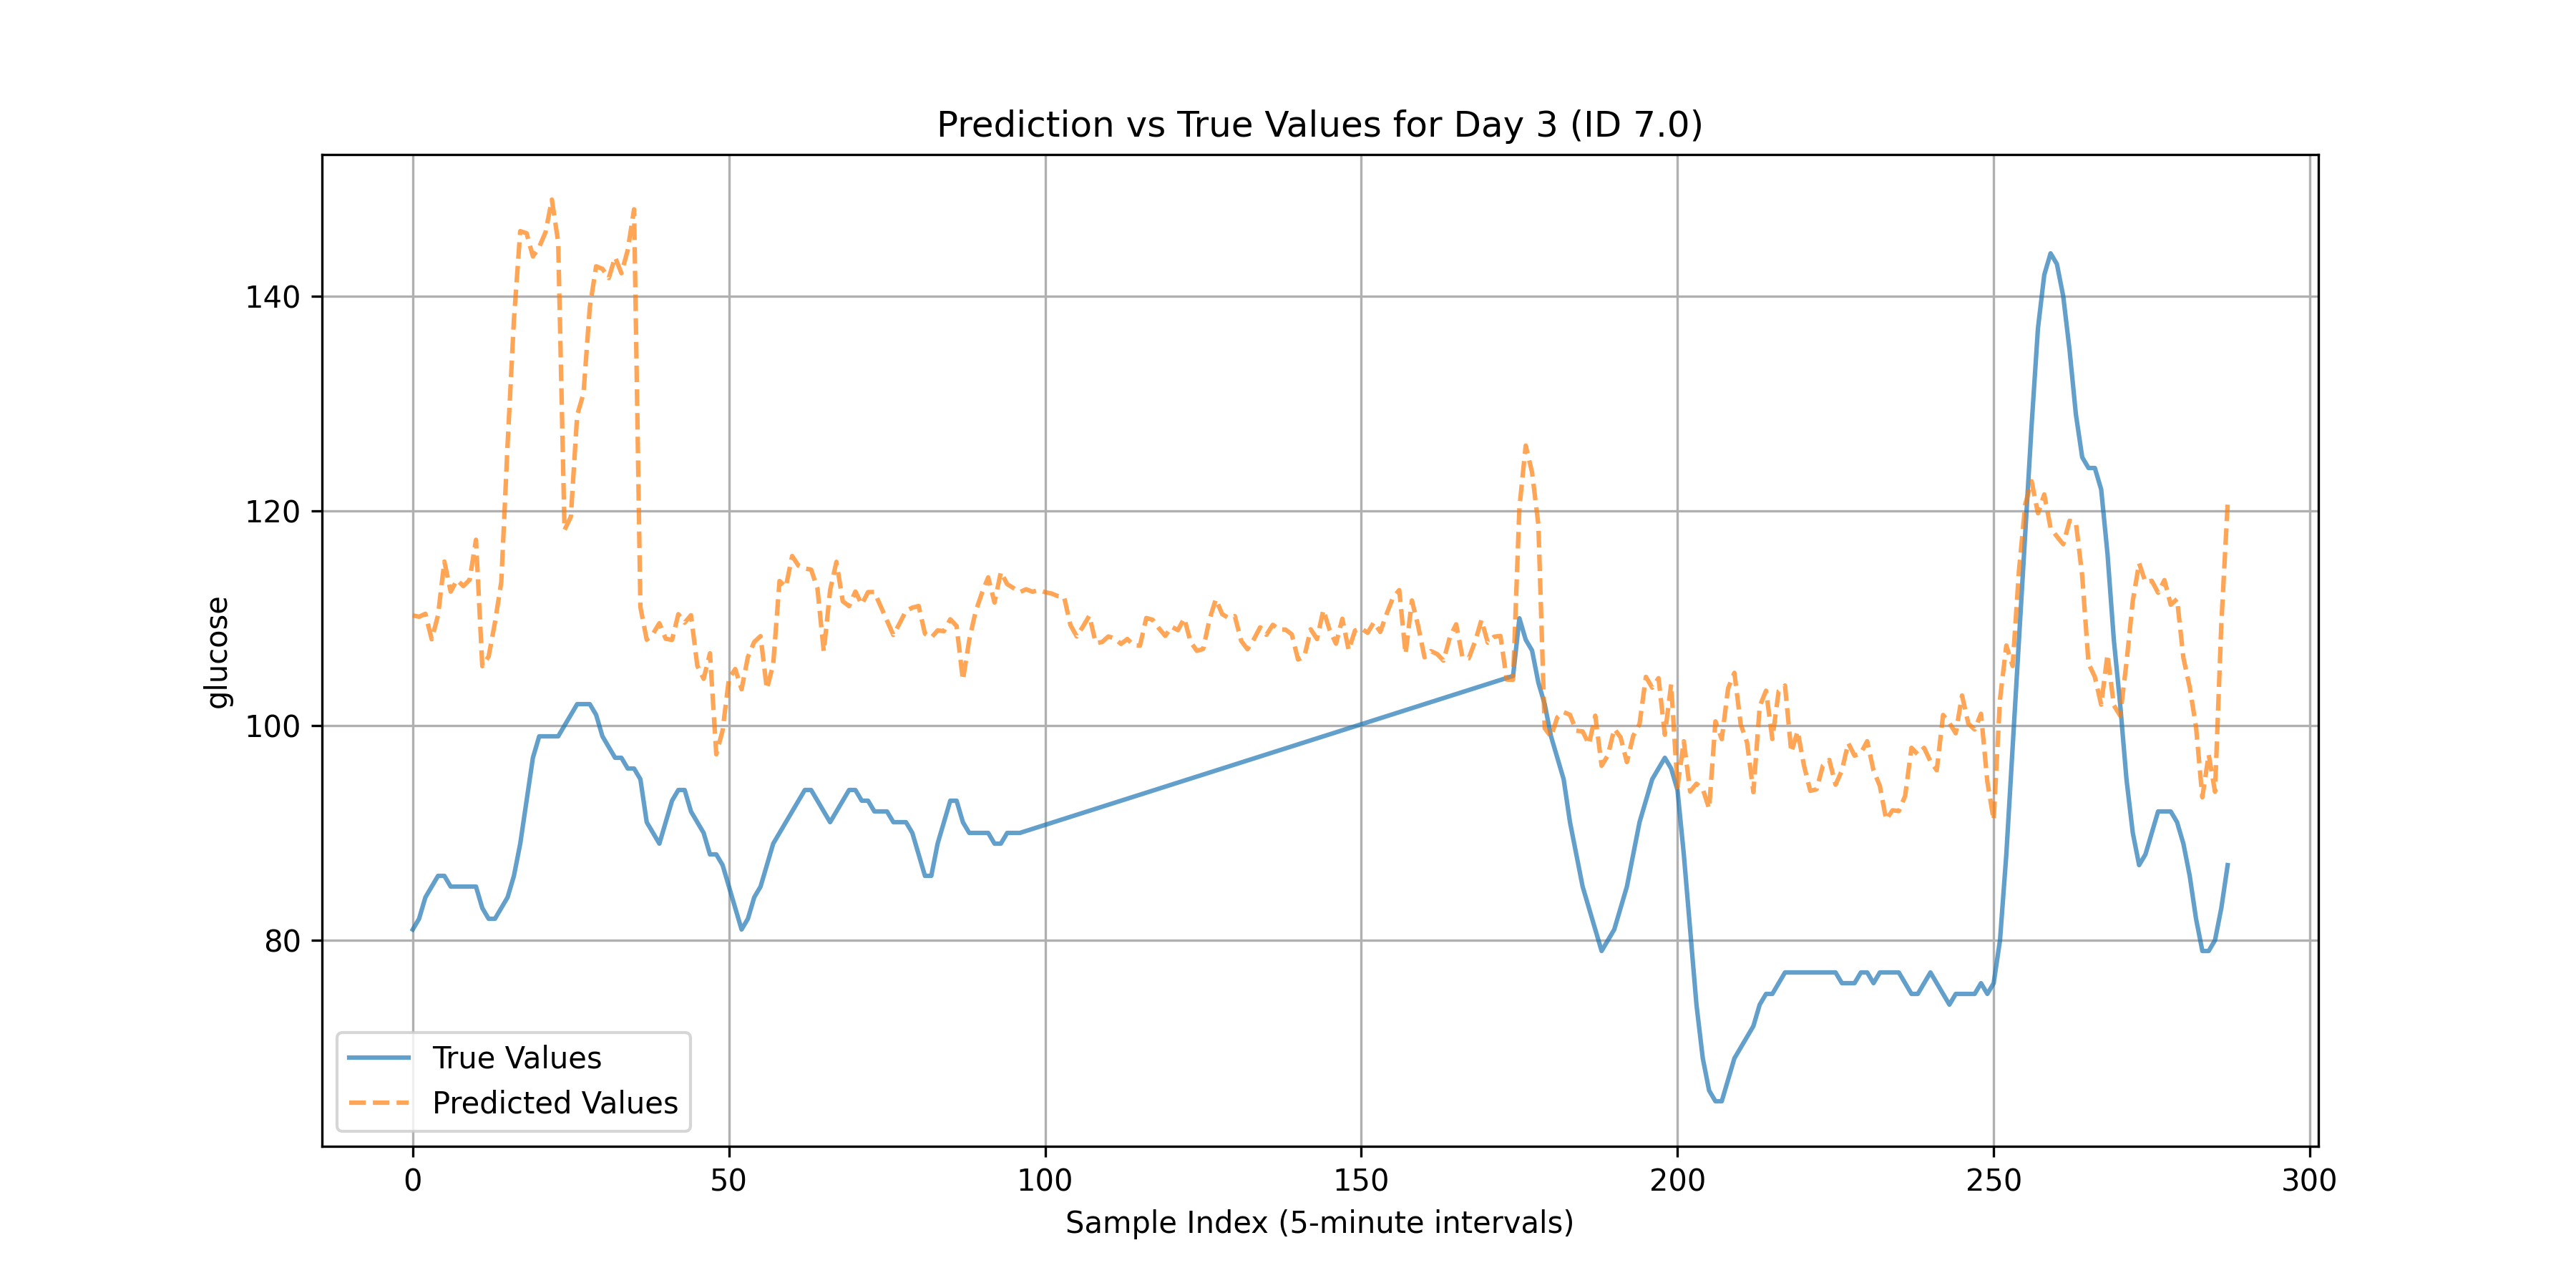 Prediction vs True Values for Day 3 (ID 7.0)
glucose
140
120
100
80
True Values
Predicted Values
0 50 100 150 200 250 300
Sample Index (5-minute intervals)